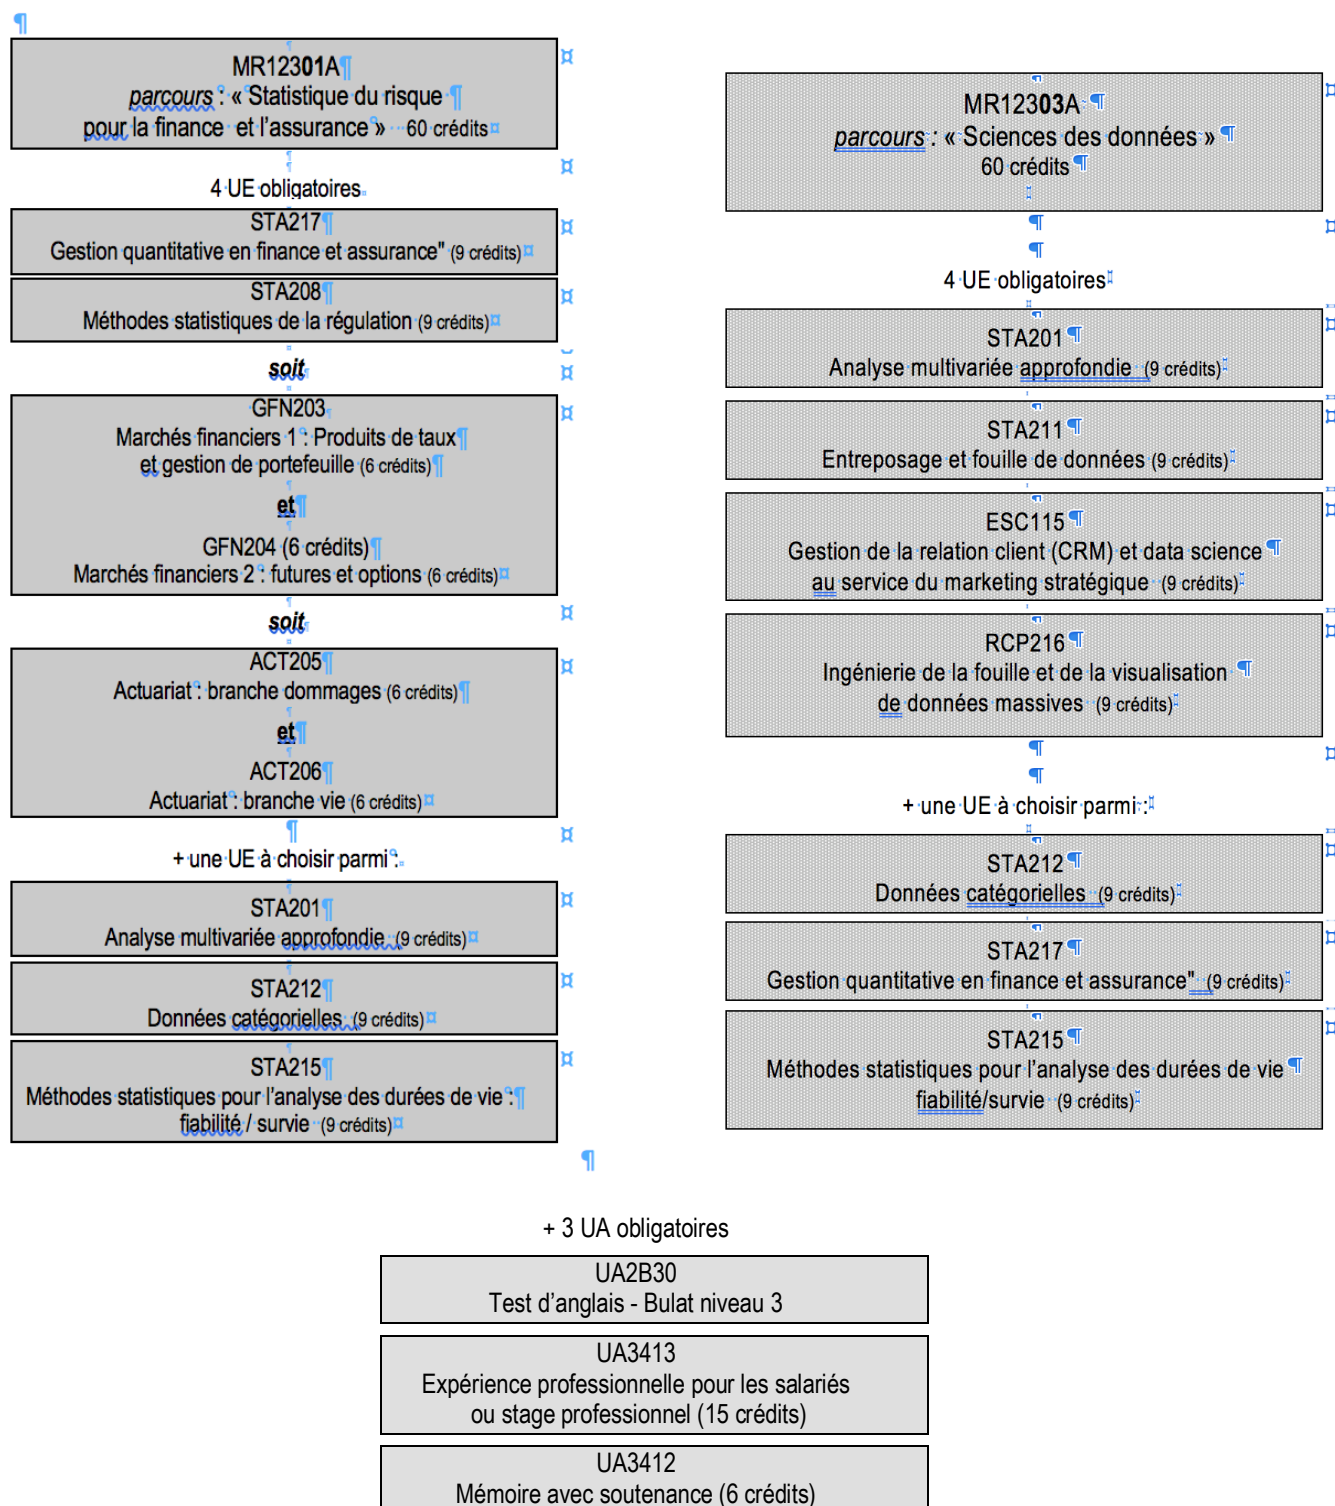 MR12301A
parcours : « Statistique du risque
pour la finance et l'assurance » 60 crédits
4 UE obligatoires
STA217
Gestion quantitative en finance et assurance" (9 crédits)
STA208
Méthodes statistiques de la régulation (9 crédits)
soit
GFN203
Marchés financiers 1 : Produits de taux
et gestion de portefeuille (6 crédits)
et
GFN204 (6 crédits)
Marchés financiers 2 : futures et options (6 crédits)
soit
ACT205
Actuariat : branche dommages (6 crédits)
et
ACT206
Actuariat : branche vie (6 crédits)
+ une UE à choisir parmi :
STA201
Analyse multivariée approfondie (9 crédits)
STA212
Données catégorielles (9 crédits)
STA215
Méthodes statistiques pour l'analyse des durées de vie :
fiabilité / survie (9 crédits)
MR12303A
parcours : « Sciences des données »
60 crédits
4 UE obligatoires
STA201
Analyse multivariée approfondie (9 crédits)
STA211
Entreposage et fouille de données (9 crédits)
ESC115
Gestion de la relation client (CRM) et data science
au service du marketing stratégique (9 crédits)
RCP216
Ingénierie de la fouille et de la visualisation
de données massives (9 crédits)
+ une UE à choisir parmi :
STA212
Données catégorielles (9 crédits)
STA217
Gestion quantitative en finance et assurance" (9 crédits)
STA215
Méthodes statistiques pour l'analyse des durées de vie
fiabilité/survie (9 crédits)
+ 3 UA obligatoires
UA2B30
Test d'anglais - Bulat niveau 3
UA3413
Expérience professionnelle pour les salariés
ou stage professionnel (15 crédits)
UA3412
Mémoire avec soutenance (6 crédits)